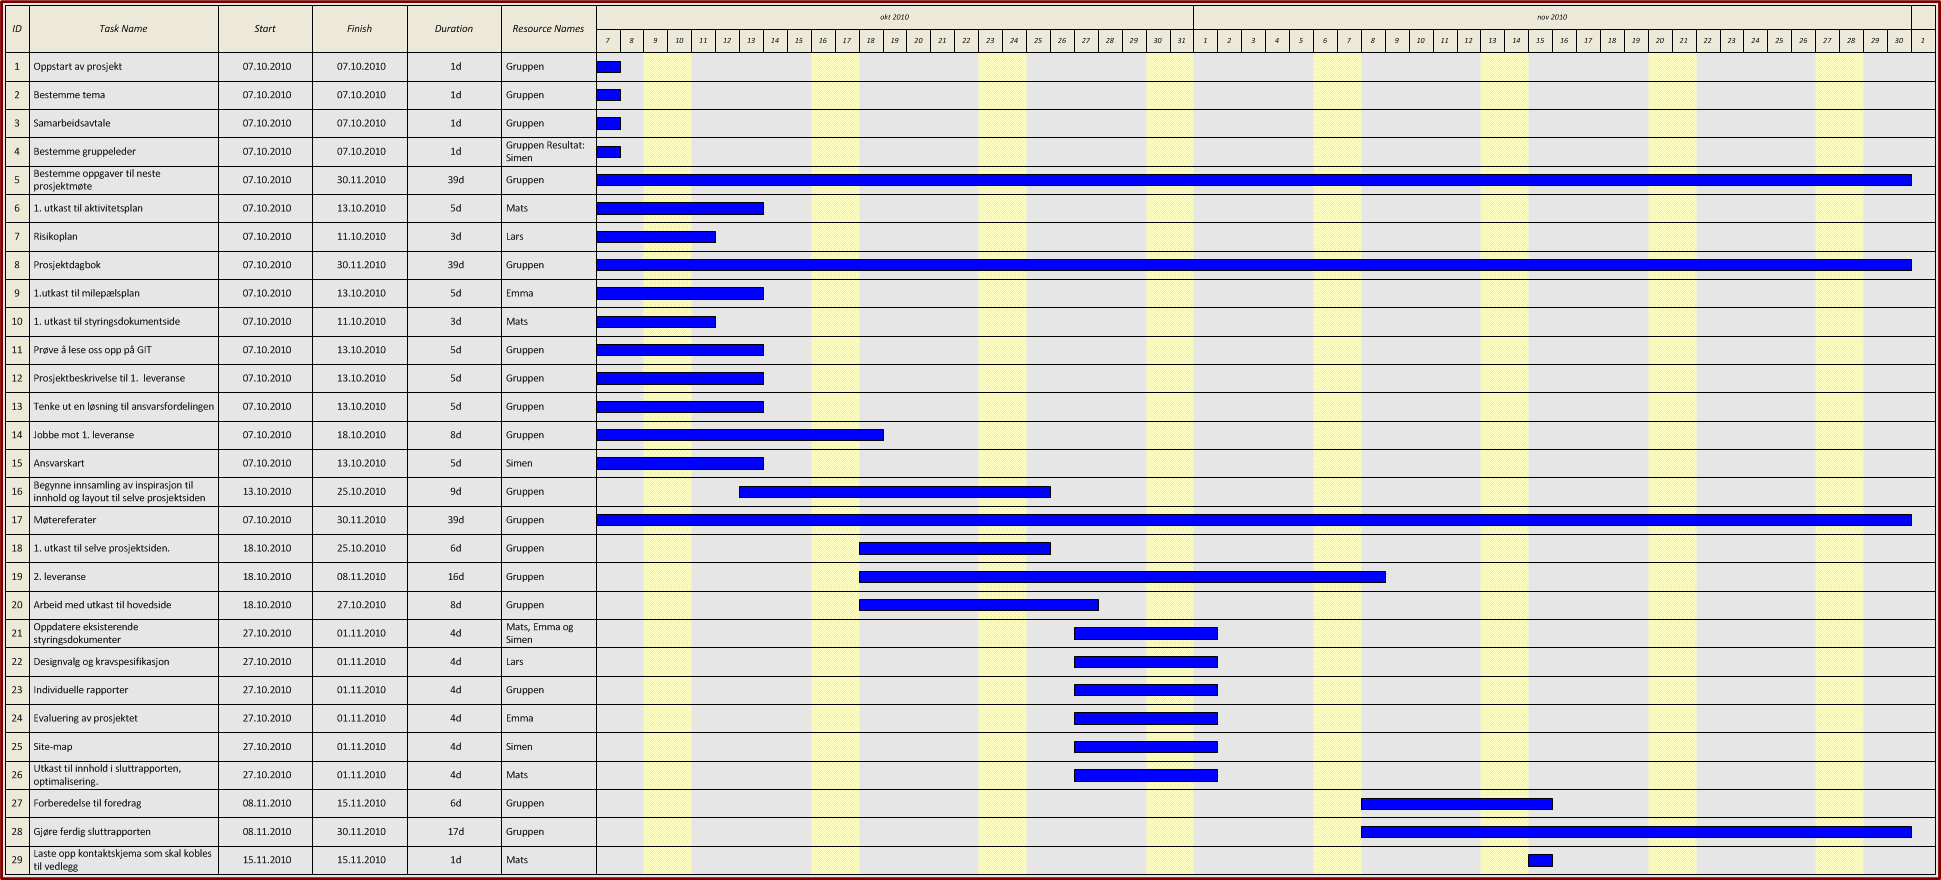 ID Task Name Start Finish Duration Resource Names okt 2010 nov 2010
7 8 9 10 11 12 13 14 15 16 17 18 19 20 21 22 23 24 25 26 27 28 29 30 31 1 2 3 4 5 6 7 8 9 10 11 12 13 14 15 16 17 18 19 20 21 22 23 24 25 26 27 28 29 30 1
1 Oppstart av prosjekt 07.10.2010 07.10.2010 1d Gruppen
2 Bestemme tema 07.10.2010 07.10.2010 1d Gruppen
3 Samarbeidsavtale 07.10.2010 07.10.2010 1d Gruppen
4 Bestemme gruppeleder 07.10.2010 07.10.2010 1d Gruppen Resultat:
Simen
5 Bestemme oppgaver til neste
prosjektmøte 07.10.2010 30.11.2010 39d Gruppen
6 1. utkast til aktivitetsplan 07.10.2010 13.10.2010 5d Mats
7 Risikoplan 07.10.2010 11.10.2010 3d Lars
8 Prosjektdagbok 07.10.2010 30.11.2010 39d Gruppen
9 1.utkast til milepælsplan 07.10.2010 13.10.2010 5d Emma
10 1. utkast til styringsdokumentside 07.10.2010 11.10.2010 3d Mats
11 Prøve å lese oss opp på GIT 07.10.2010 13.10.2010 5d Gruppen
12 Prosjektbeskrivelse til 1. leveranse 07.10.2010 13.10.2010 5d Gruppen
13 Tenke ut en løsning til ansvarsfordelingen 07.10.2010 13.10.2010 5d Gruppen
14 Jobbe mot 1. leveranse 07.10.2010 18.10.2010 8d Gruppen
15 Ansvarskart 07.10.2010 13.10.2010 5d Simen
16 Begynne innsamling av inspirasjon til
innhold og layout til selve prosjektsiden 13.10.2010 25.10.2010 9d Gruppen
17 Møtereferater 07.10.2010 30.11.2010 39d Gruppen
18 1. utkast til selve prosjektsiden. 18.10.2010 25.10.2010 6d Gruppen
19 2. leveranse 18.10.2010 08.11.2010 16d Gruppen
20 Arbeid med utkast til hovedside 18.10.2010 27.10.2010 8d Gruppen
21 Oppdatere eksisterende
styringsdokumenter 27.10.2010 01.11.2010 4d Mats, Emma og
Simen
22 Designvalg og kravspesifikasjon 27.10.2010 01.11.2010 4d Lars
23 Individuelle rapporter 27.10.2010 01.11.2010 4d Gruppen
24 Evaluering av prosjektet 27.10.2010 01.11.2010 4d Emma
25 Site-map 27.10.2010 01.11.2010 4d Simen
26 Utkast til innhold i sluttrapporten,
optimalisering. 27.10.2010 01.11.2010 4d Mats
27 Forberedelse til foredrag 08.11.2010 15.11.2010 6d Gruppen
28 Gjøre ferdig sluttrapporten 08.11.2010 30.11.2010 17d Gruppen
29 Laste opp kontaktskjema som skal kobles
til vedlegg 15.11.2010 15.11.2010 1d Mats